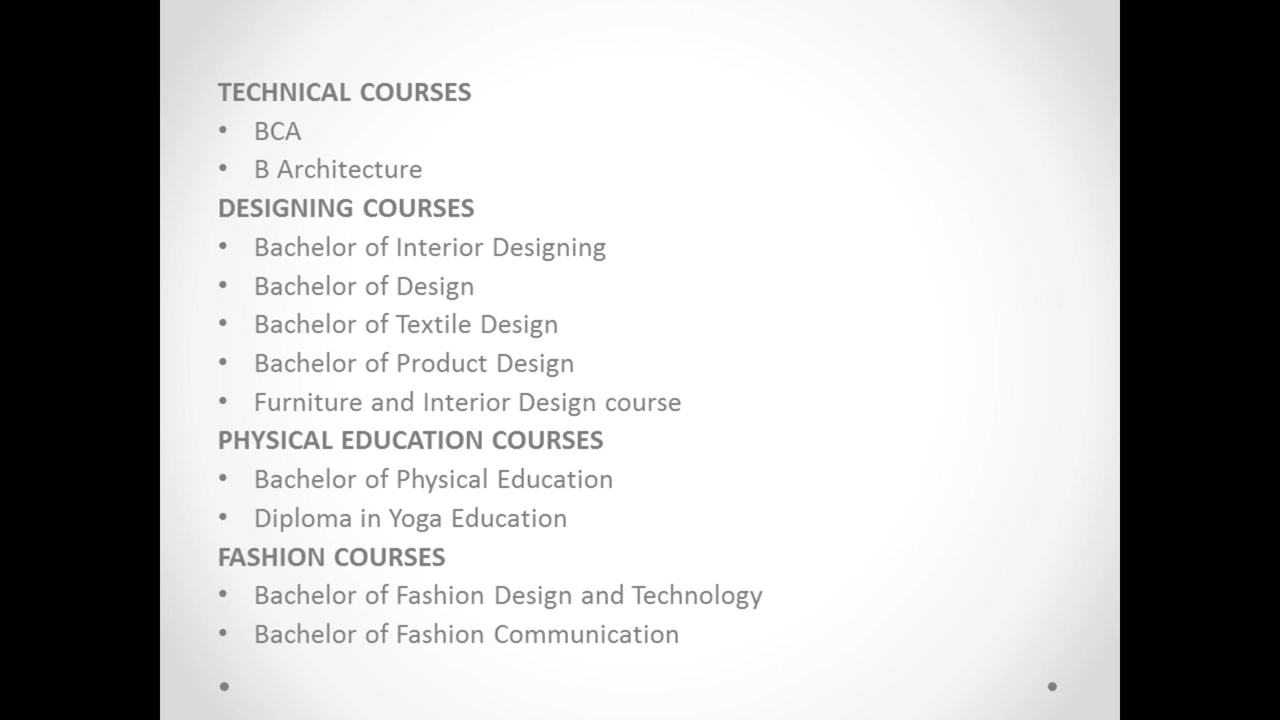 TECHNICAL COURSES
• BCA
• B Architecture
DESIGNING COURSES
• Bachelor of Interior Designing
• Bachelor of Design
• Bachelor of Textile Design
• Bachelor of Product Design
• Furniture and Interior Design course
PHYSICAL EDUCATION COURSES
• Bachelor of Physical Education
• Diploma in Yoga Education
FASHION COURSES
• Bachelor of Fashion Design and Technology
• Bachelor of Fashion Communication